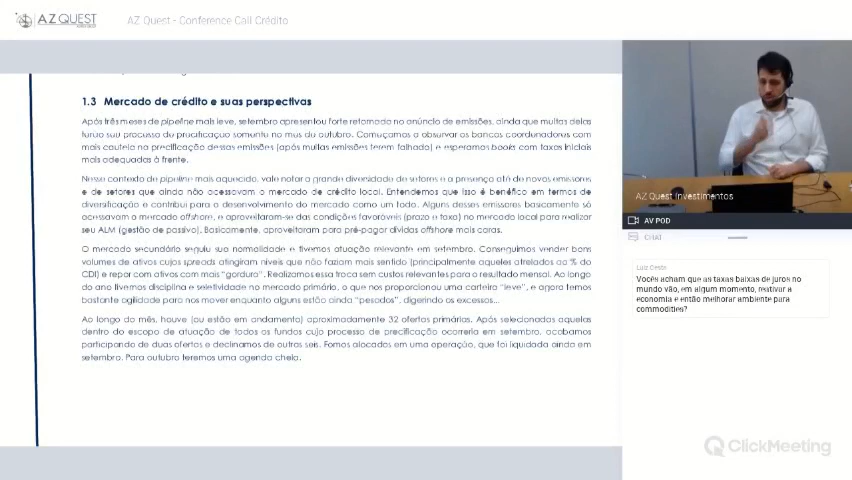 AZ QUEST
AZ Quest - Conference Call Crédito
1.3 Mercado de crédito e suas perspectivas
Após três meses de pipeline mais leve, setembro apresentou forte retomada no anúncio de emissões, ainda que muitas delas
terão seu processo de precificação somente no mês de outubro. Começamos a observar os bancos coordenadores com
mais cautela na precificação dessas emissões (após muitas emissões terem falhado) e esperamos books com taxas iniciais
mais adequadas à frente.
Nesse contexto de pipeline mais aquecido, vale notar a grande diversidade de setores e a presença até de novos emissores
e de setores que ainda não acessavam o mercado de crédito local. Entendemos que isso é benéfico em termos de
diversificação e contribui para o desenvolvimento do mercado como um todo. Alguns desses emissores basicamente só
acessavam o mercado offshore, e aproveitaram-se das condições favoráveis (prazo e taxa) no mercado local para realizar
seu ALM (gestão de passivo). Basicamente, aproveitaram para pré-pagar dívidas offshore mais caras.
O mercado secundário seguiu sua normalidade e tivemos atuação relevante em setembro. Conseguimos vender bons
volumes de ativos cujos spreads atingiram níveis que não faziam mais sentido (principalmente aqueles atrelados ao % do
CDI) e repor com ativos com mais "gordura". Realizamos essa troca sem custos relevantes para o resultado mensal. Ao longo
do ano tivemos disciplina e seletividade no mercado primário, o que nos proporcionou uma carteira "leve", e agora temos
bastante agilidade para nos mover enquanto alguns estão ainda "pesados", digerindo os excessos...
Ao longo do mês, houve (ou estão em andamento) aproximadamente 32 ofertas primárias. Após selecionadas aquelas
dentro do escopo de atuação de todos os fundos cujo processo de precificação ocorreria em setembro, acabamos
participando de duas ofertas e declinamos de outras seis. Fomos alocados em uma operação, que foi liquidada ainda em
setembro. Para outubro teremos uma agenda cheia.
AZ Quest Investimentos
AV POD
CHAT
Vocês acham que as taxas baixas de juros no
mundo vão, em algum momento, reativar a
economia e então melhorar ambiente para
commodities?
ClickMeeting